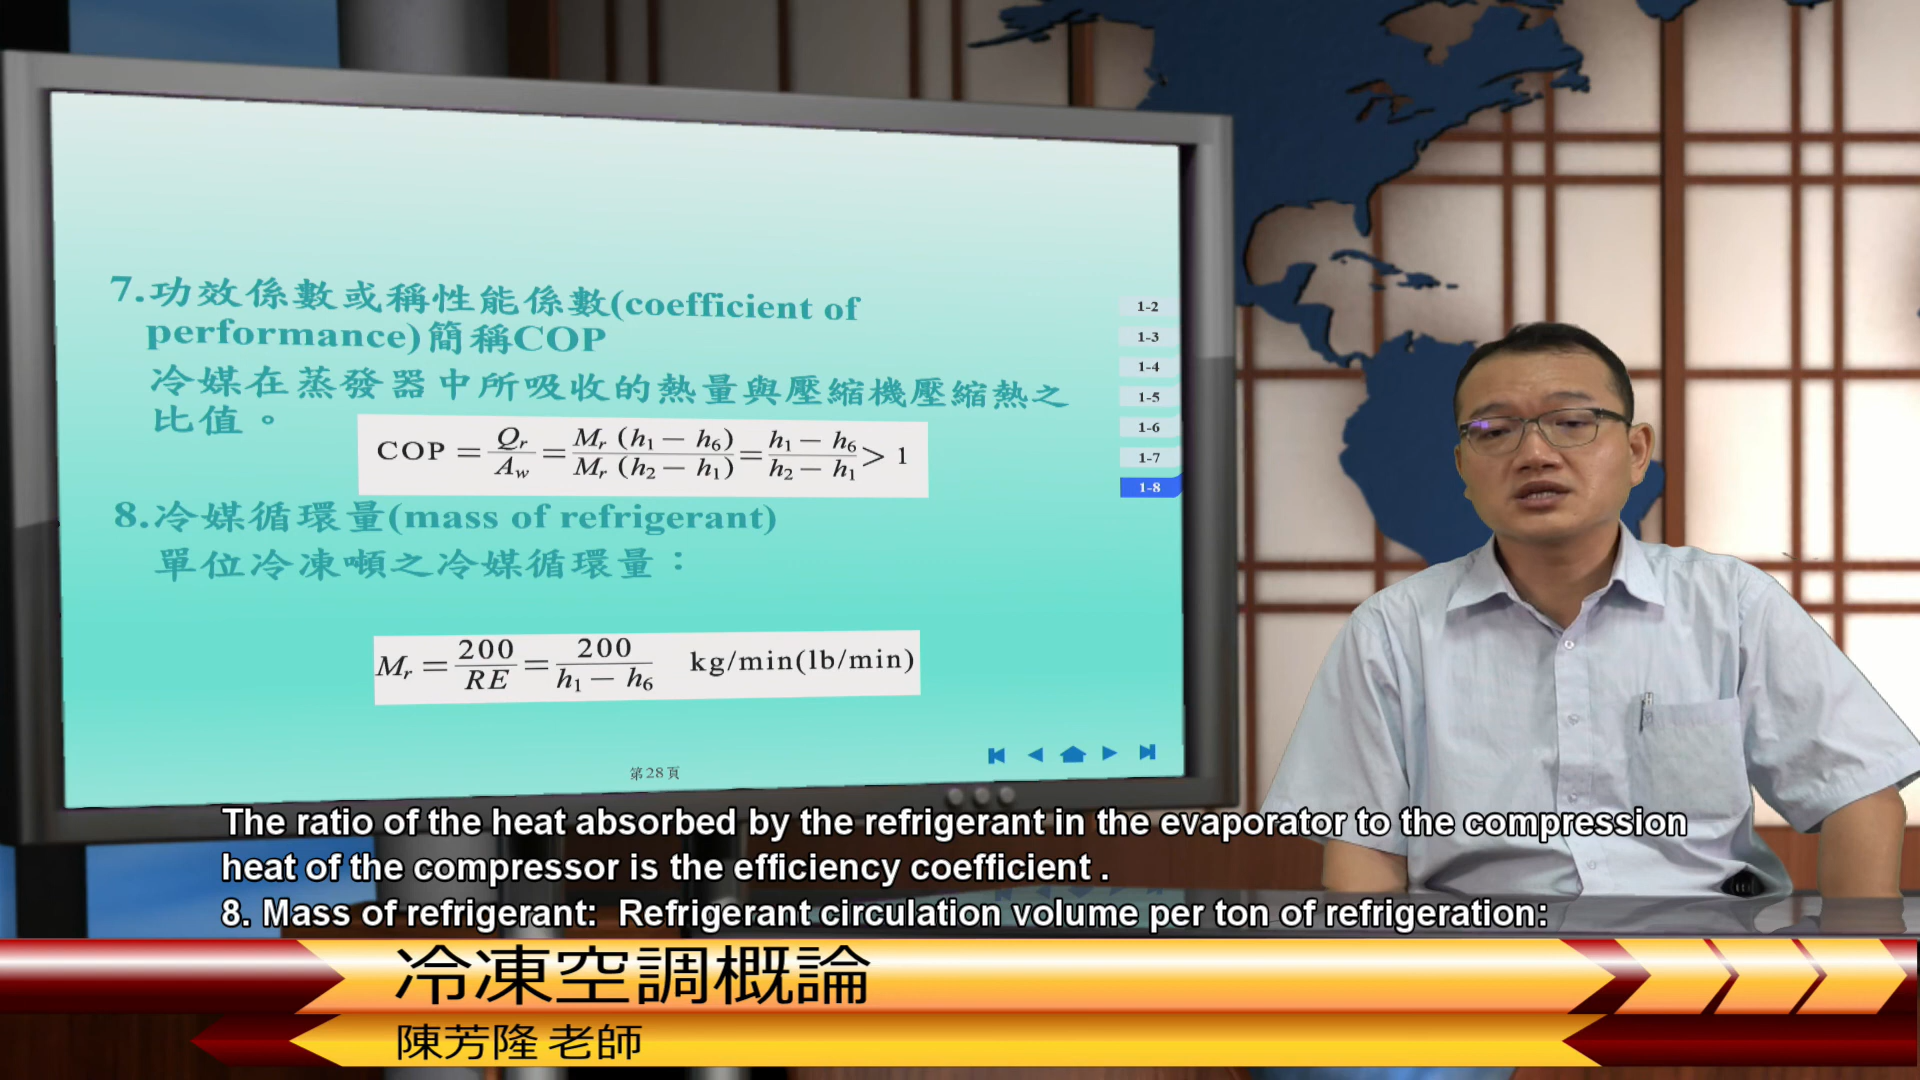 7.功效係數或稱性能係數(coefficient of
performance)簡稱COP
冷媒在蒸發器中所吸收的熱量與壓縮機壓縮熱之
比值。
COP = Qr/Aw = Mr (h1 − h6)/Mr (h2 − h1) = h1 − h6/h2 − h1 > 1
8.冷媒循環量(mass of refrigerant)
單位冷凍噸之冷媒循環量：
Mr = 200/RE = 200/h1 − h6 kg/min(lb/min)
第28頁
1-2
1-3
1-4
1-5
1-6
1-7
1-8
The ratio of the heat absorbed by the refrigerant in the evaporator to the compression
heat of the compressor is the efficiency coefficient .
8. Mass of refrigerant: Refrigerant circulation volume per ton of refrigeration:
冷凍空調概論
陳芳隆 老師